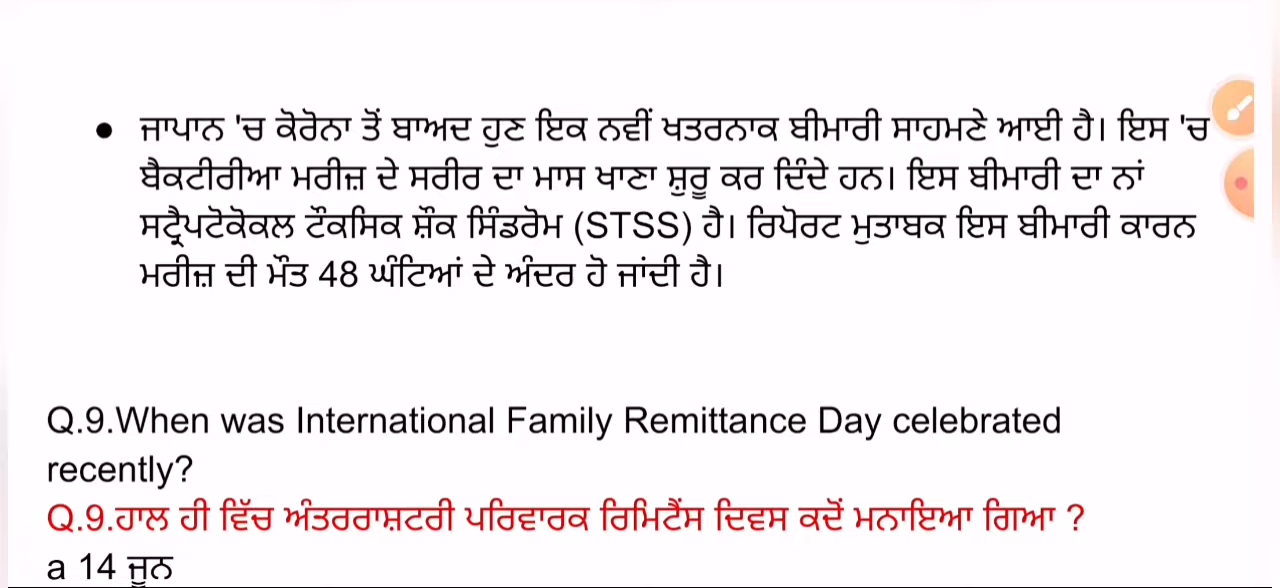 ● ਜਾਪਾਨ 'ਚ ਕੋਰੋਨਾ ਤੋਂ ਬਾਅਦ ਹੁਣ ਇਕ ਨਵੀਂ ਖਤਰਨਾਕ ਬੀਮਾਰੀ ਸਾਹਮਣੇ ਆਈ ਹੈ। ਇਸ 'ਚ
ਬੈਕਟੀਰੀਆ ਮਰੀਜ਼ ਦੇ ਸਰੀਰ ਦਾ ਮਾਸ ਖਾਣਾ ਸ਼ੁਰੂ ਕਰ ਦਿੰਦੇ ਹਨ। ਇਸ ਬੀਮਾਰੀ ਦਾ ਨਾਂ
ਸਟ੍ਰੈਪਟੋਕੋਕਲ ਟੌਕਸਿਕ ਸ਼ੌਕ ਸਿੰਡਰੋਮ (STSS) ਹੈ। ਰਿਪੋਰਟ ਮੁਤਾਬਕ ਇਸ ਬੀਮਾਰੀ ਕਾਰਨ
ਮਰੀਜ਼ ਦੀ ਮੌਤ 48 ਘੰਟਿਆਂ ਦੇ ਅੰਦਰ ਹੋ ਜਾਂਦੀ ਹੈ।
Q.9.When was International Family Remittance Day celebrated
recently?
Q.9.ਹਾਲ ਹੀ ਵਿੱਚ ਅੰਤਰਰਾਸ਼ਟਰੀ ਪਰਿਵਾਰਕ ਰਿਮਿਟੈਂਸ ਦਿਵਸ ਕਦੋਂ ਮਨਾਇਆ ਗਿਆ ?
a 14 ਜੂਨ